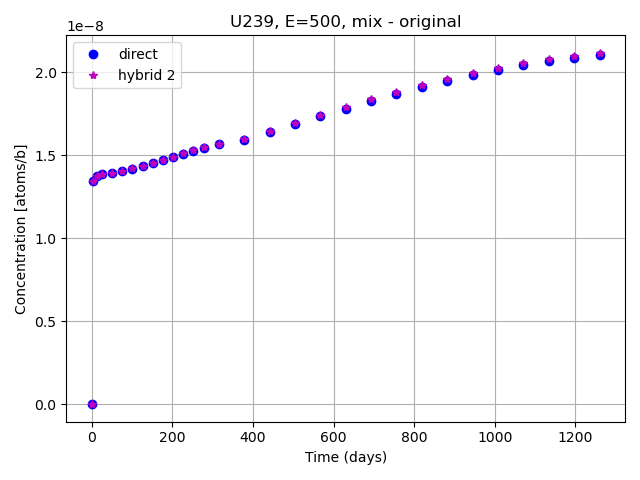 U239, E=500, mix - original
1e−8
direct
hybrid 2
2.0
1.5
1.0
0.5
0.0
Concentration [atoms/b]
0 200 400 600 800 1000 1200
Time (days)